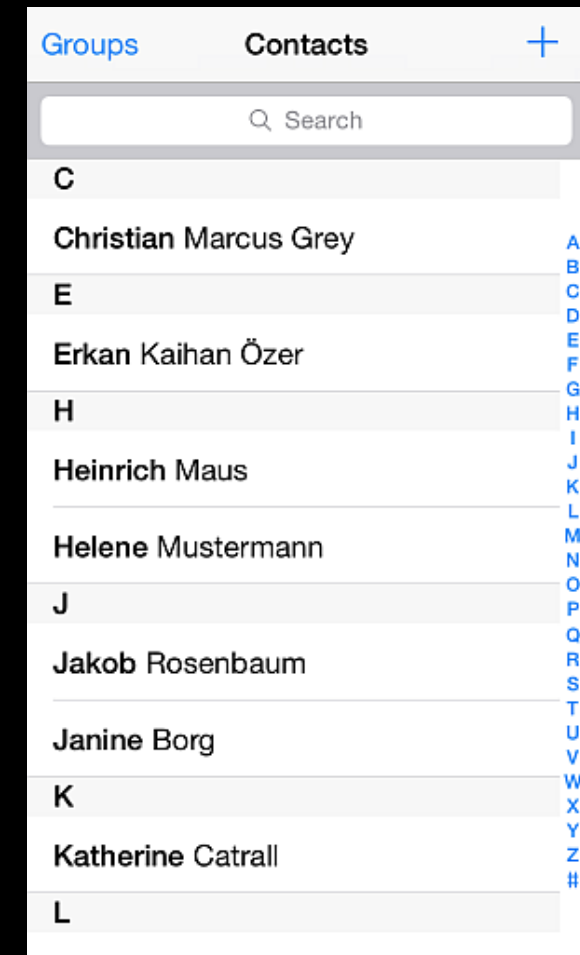 Groups Contacts +
Search
C
Christian Marcus Grey
E
Erkan Kaihan Özer
H
Heinrich Maus
Helene Mustermann
J
Jakob Rosenbaum
Janine Borg
K
Katherine Catrall
L
A
B
C
D
E
F
G
H
I
J
K
L
M
N
O
P
Q
R
S
T
U
V
W
X
Y
Z
#